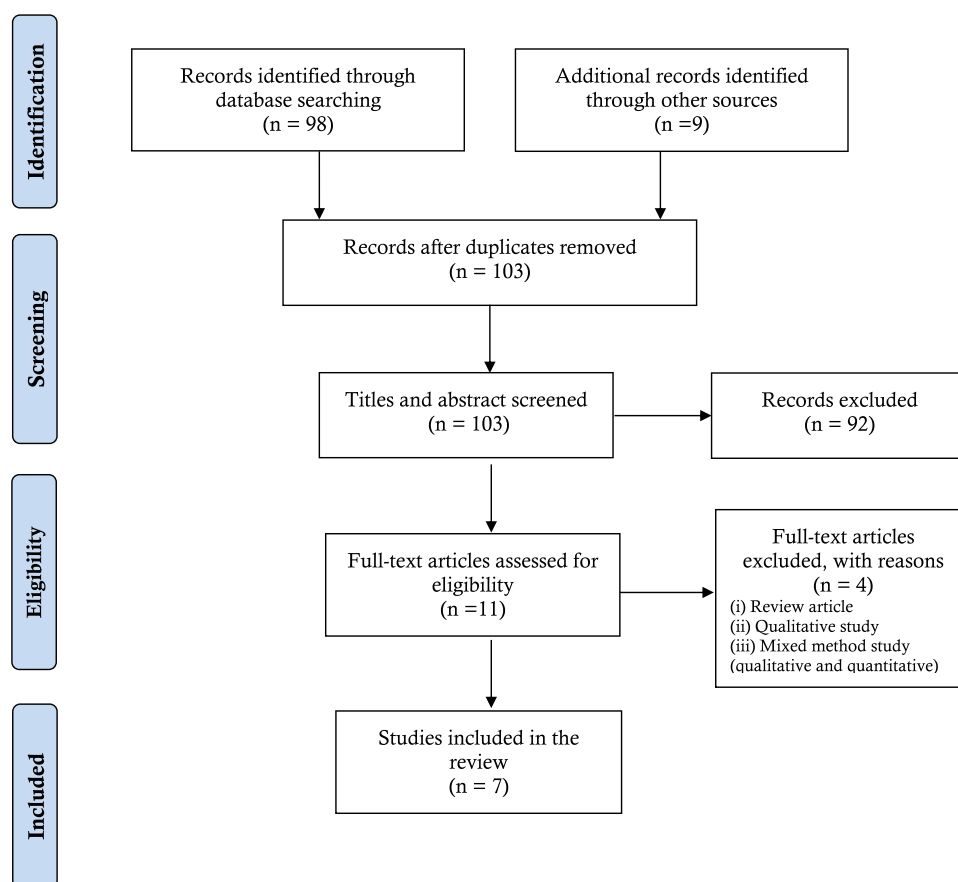 Identification
Records identified through
database searching
(n = 98)
Additional records identified
through other sources
(n =9)
Screening
Records after duplicates removed
(n = 103)
Titles and abstract screened
(n = 103)
Records excluded
(n = 92)
Eligibility
Full-text articles assessed for
eligibility
(n =11)
Full-text articles
excluded, with reasons
(n = 4)
(i) Review article
(ii) Qualitative study
(iii) Mixed method study
(qualitative and quantitative)
Included
Studies included in the
review
(n = 7)